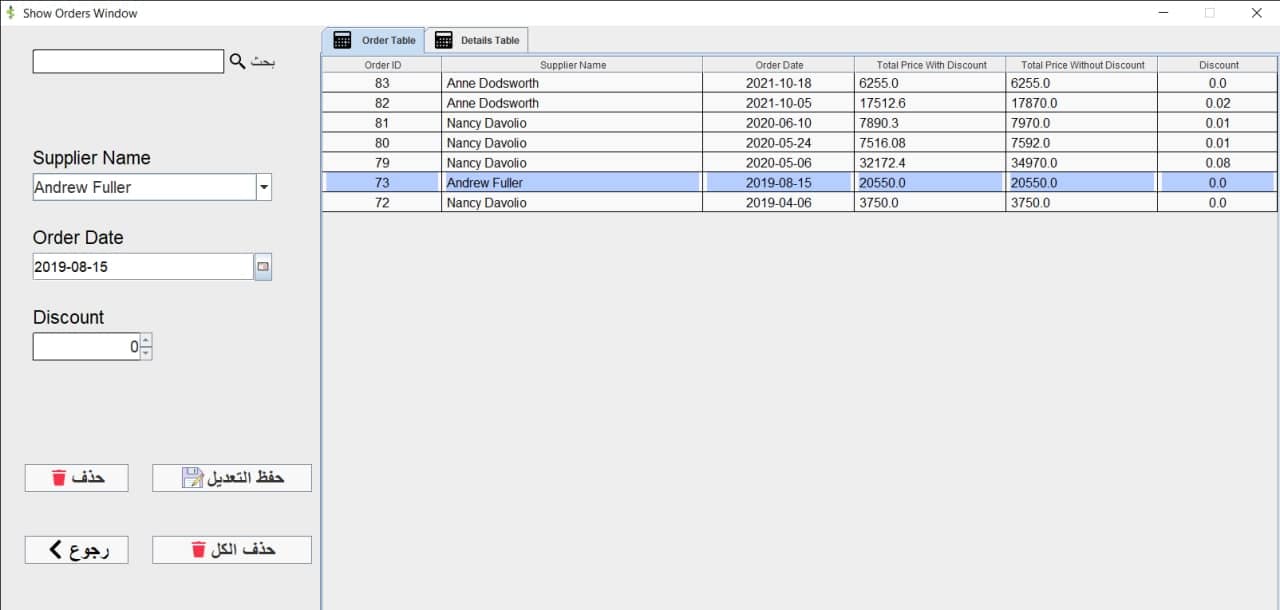 Show Orders Window
بحث
Supplier Name
Andrew Fuller
Order Date
2019-08-15
Discount
0
حذف
حفظ التعديل
رجوع
حذف الكل
Order Table Details Table
Order ID Supplier Name Order Date Total Price With Discount Total Price Without Discount Discount
83 Anne Dodsworth 2021-10-18 6255.0 6255.0 0.0
82 Anne Dodsworth 2021-10-05 17512.6 17870.0 0.02
81 Nancy Davolio 2020-06-10 7890.3 7970.0 0.01
80 Nancy Davolio 2020-05-24 7516.08 7592.0 0.01
79 Nancy Davolio 2020-05-06 32172.4 34970.0 0.08
73 Andrew Fuller 2019-08-15 20550.0 20550.0 0.0
72 Nancy Davolio 2019-04-06 3750.0 3750.0 0.0